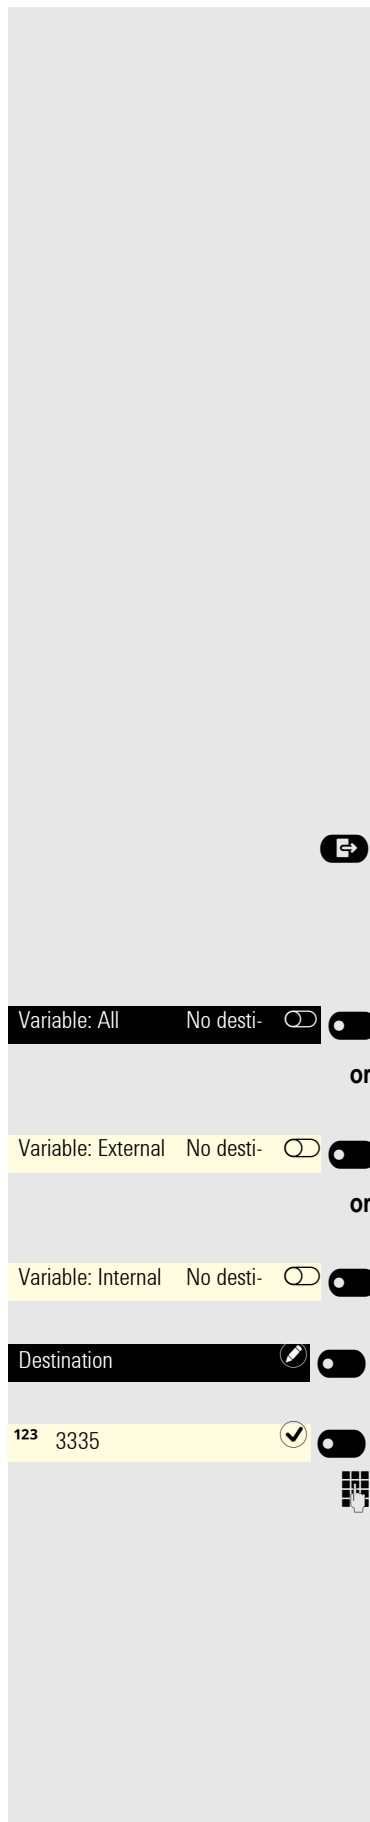 Variable: All No desti-
or
Variable: External No desti-
or
Variable: Internal No desti-
Destination
123 3335